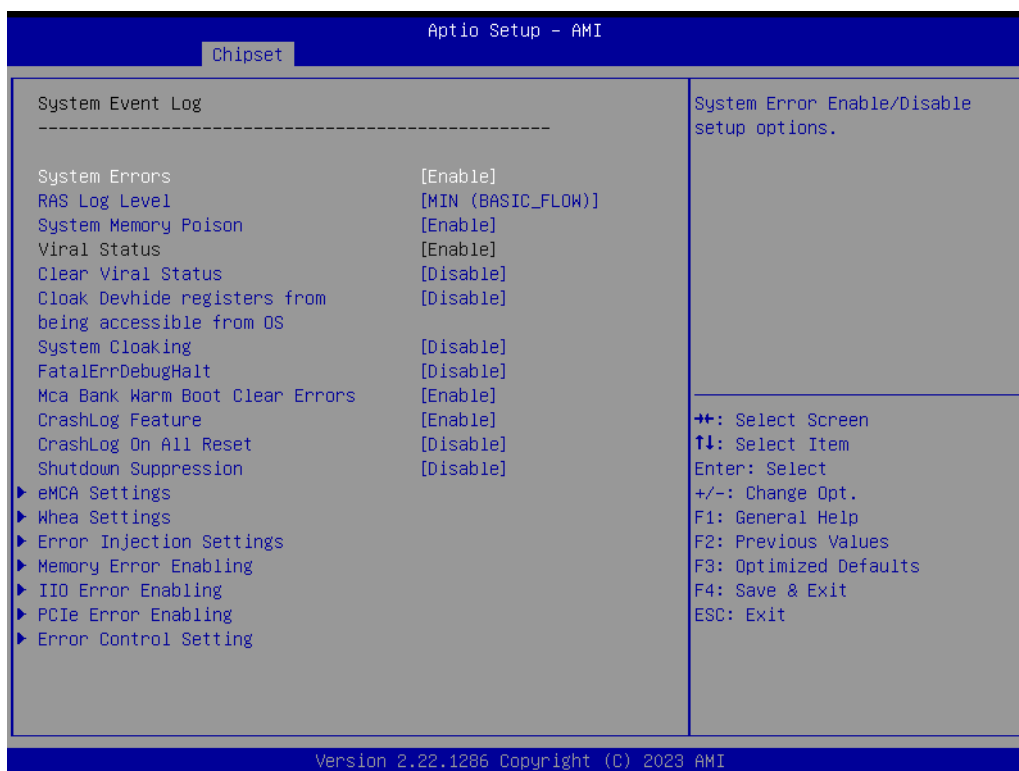 Aptio Setup – AMI
Chipset
System Event Log
--------------------------------------------------
System Errors [Enable]
RAS Log Level [MIN (BASIC_FLOW)]
System Memory Poison [Enable]
Viral Status [Enable]
Clear Viral Status [Disable]
Cloak Devhide registers from [Disable]
being accessible from OS
System Cloaking [Disable]
FatalErrDebugHalt [Disable]
Mca Bank Warm Boot Clear Errors [Enable]
CrashLog Feature [Enable]
CrashLog On All Reset [Disable]
Shutdown Suppression [Disable]
eMCA Settings
Whea Settings
Error Injection Settings
Memory Error Enabling
IIO Error Enabling
PCIe Error Enabling
Error Control Setting
System Error Enable/Disable
setup options.
→←: Select Screen
↑↓: Select Item
Enter: Select
+/-: Change Opt.
F1: General Help
F2: Previous Values
F3: Optimized Defaults
F4: Save & Exit
ESC: Exit
Version 2.22.1286 Copyright (C) 2023 AMI